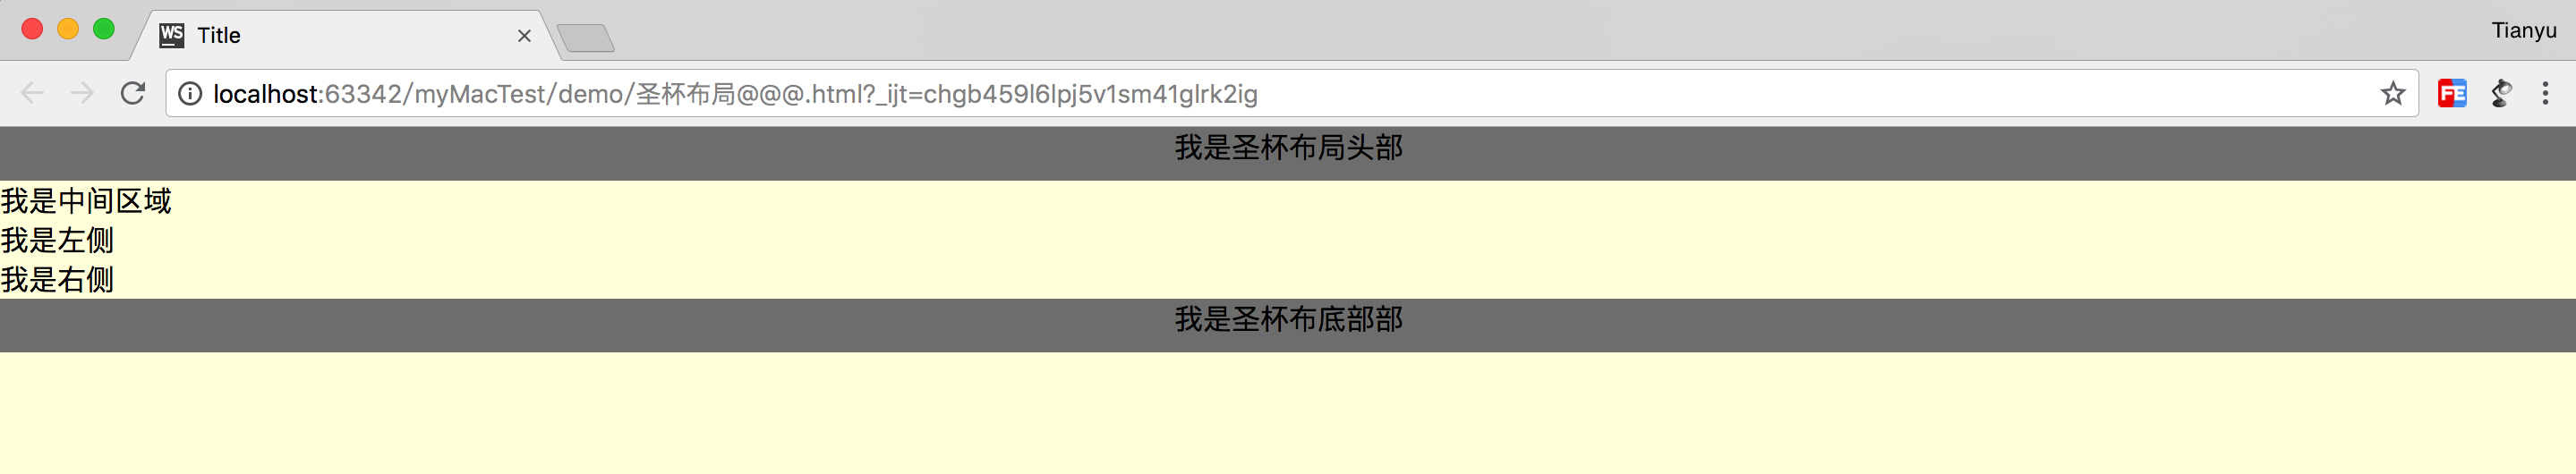 WS Title
Tianyu
localhost:63342/myMacTest/demo/圣杯布局@@@.html?_ijt=chgb459l6lpj5v1sm41glrk2ig
FE
我是圣杯布局头部
我是中间区域
我是左侧
我是右侧
我是圣杯布底部部